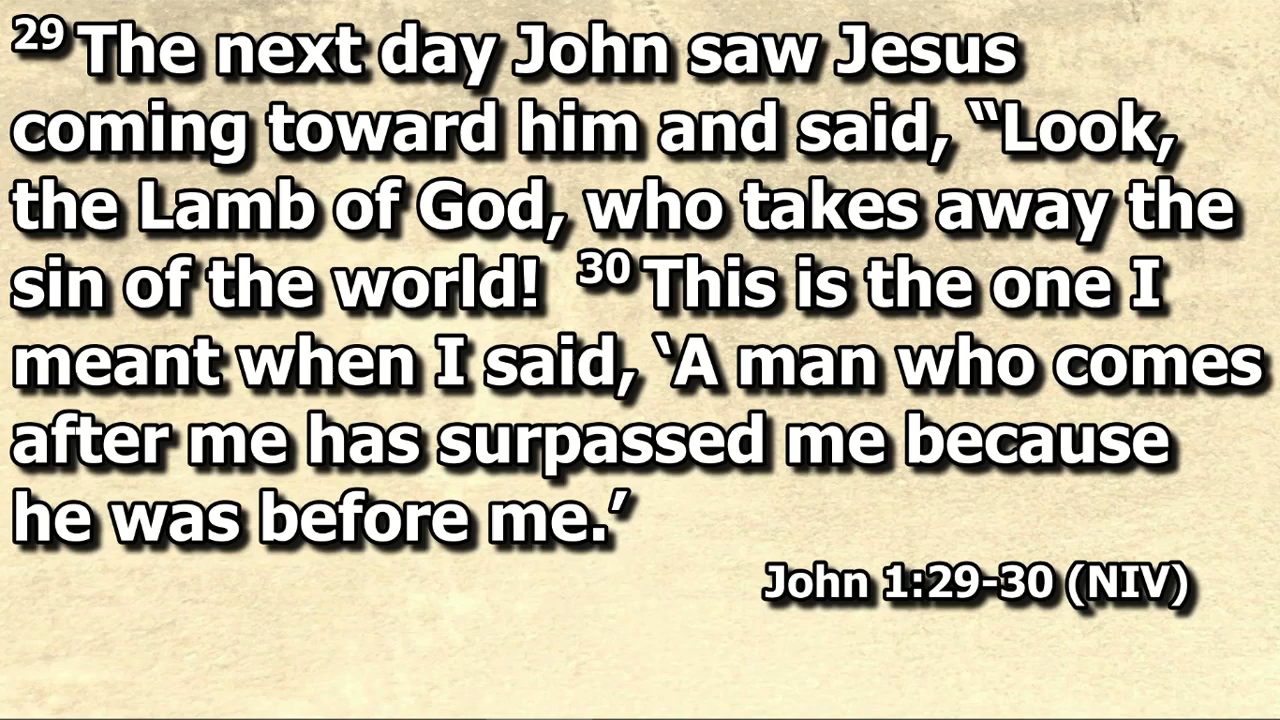 29 The next day John saw Jesus
coming toward him and said, “Look,
the Lamb of God, who takes away the
sin of the world! 30 This is the one I
meant when I said, ‘A man who comes
after me has surpassed me because
he was before me.’
John 1:29-30 (NIV)